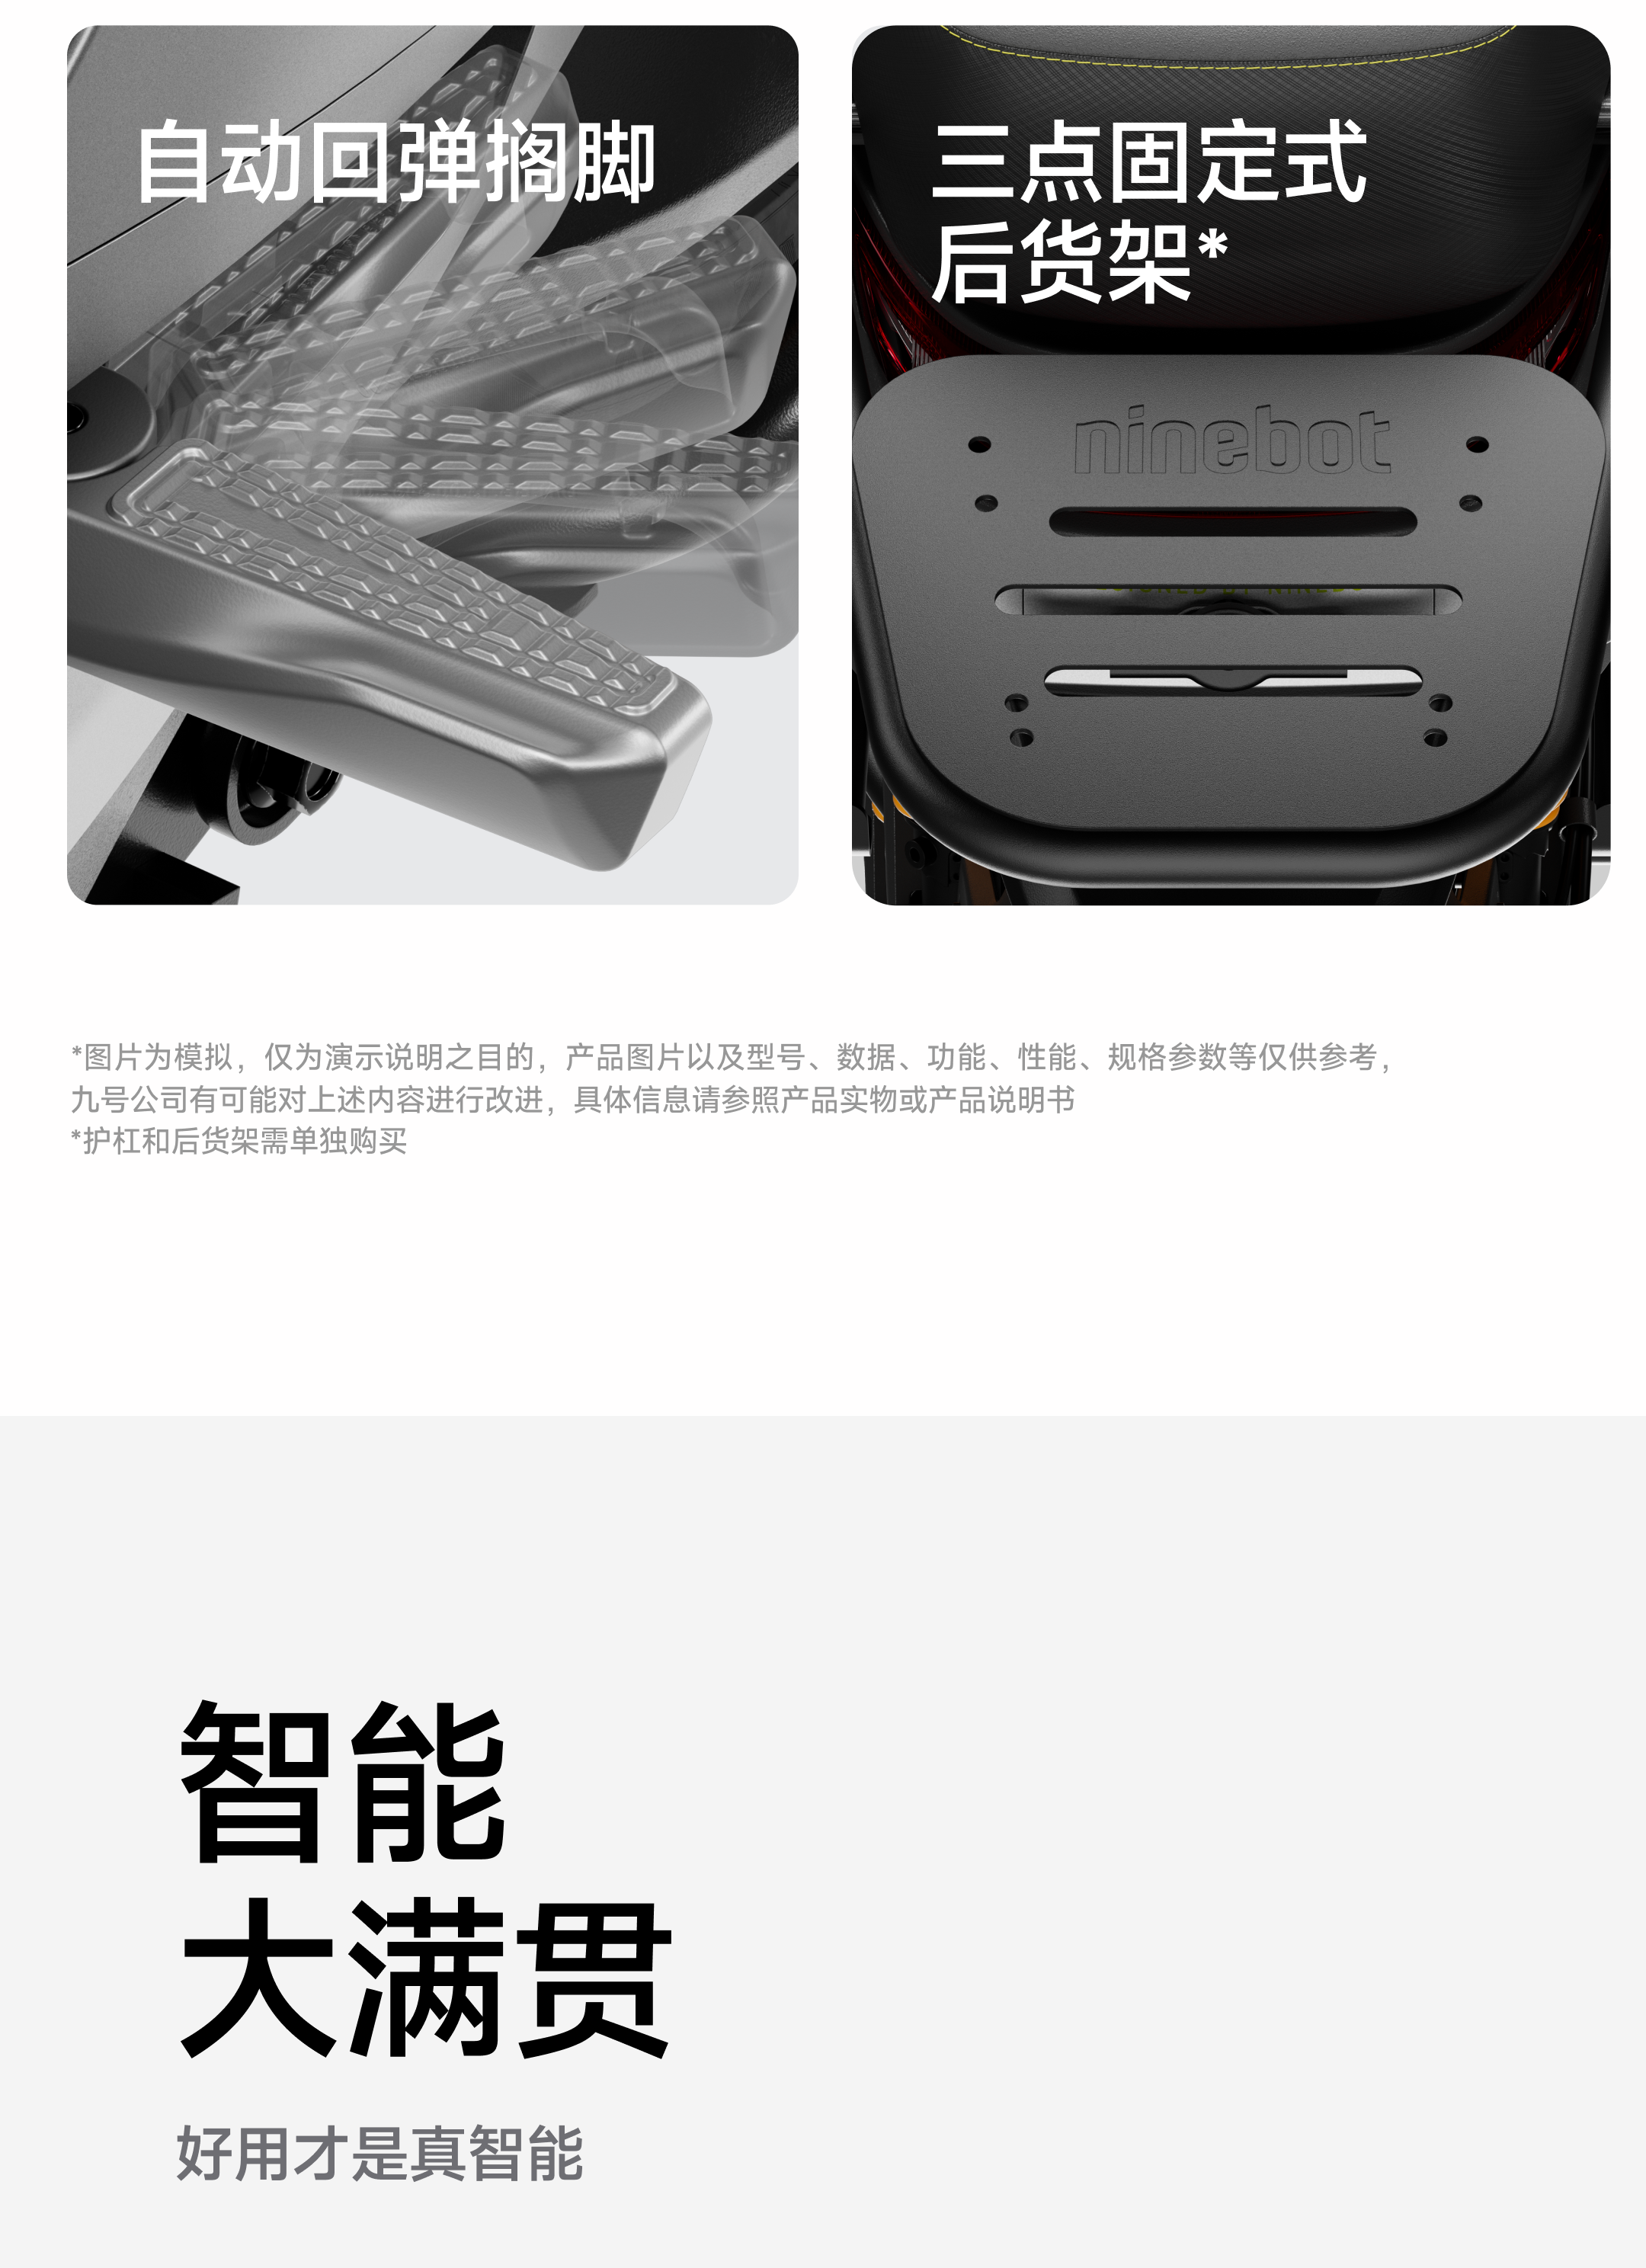 自动回弹搁脚
三点固定式
后货架*
ninebot
*图片为模拟，仅为演示说明之目的，产品图片以及型号、数据、功能、性能、规格参数等仅供参考，
九号公司有可能对上述内容进行改进，具体信息请参照产品实物或产品说明书
*护杠和后货架需单独购买
智能
大满贯
好用才是真智能